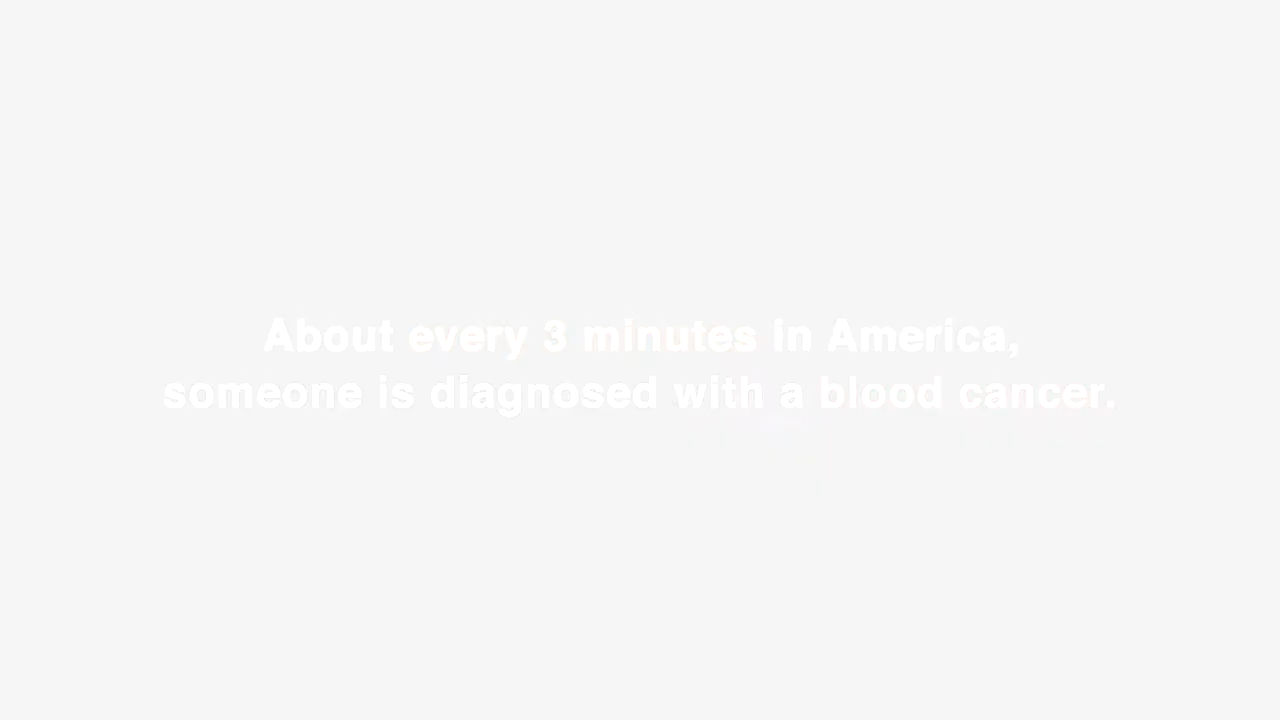 About every 3 minutes in America,
someone is diagnosed with a blood cancer.